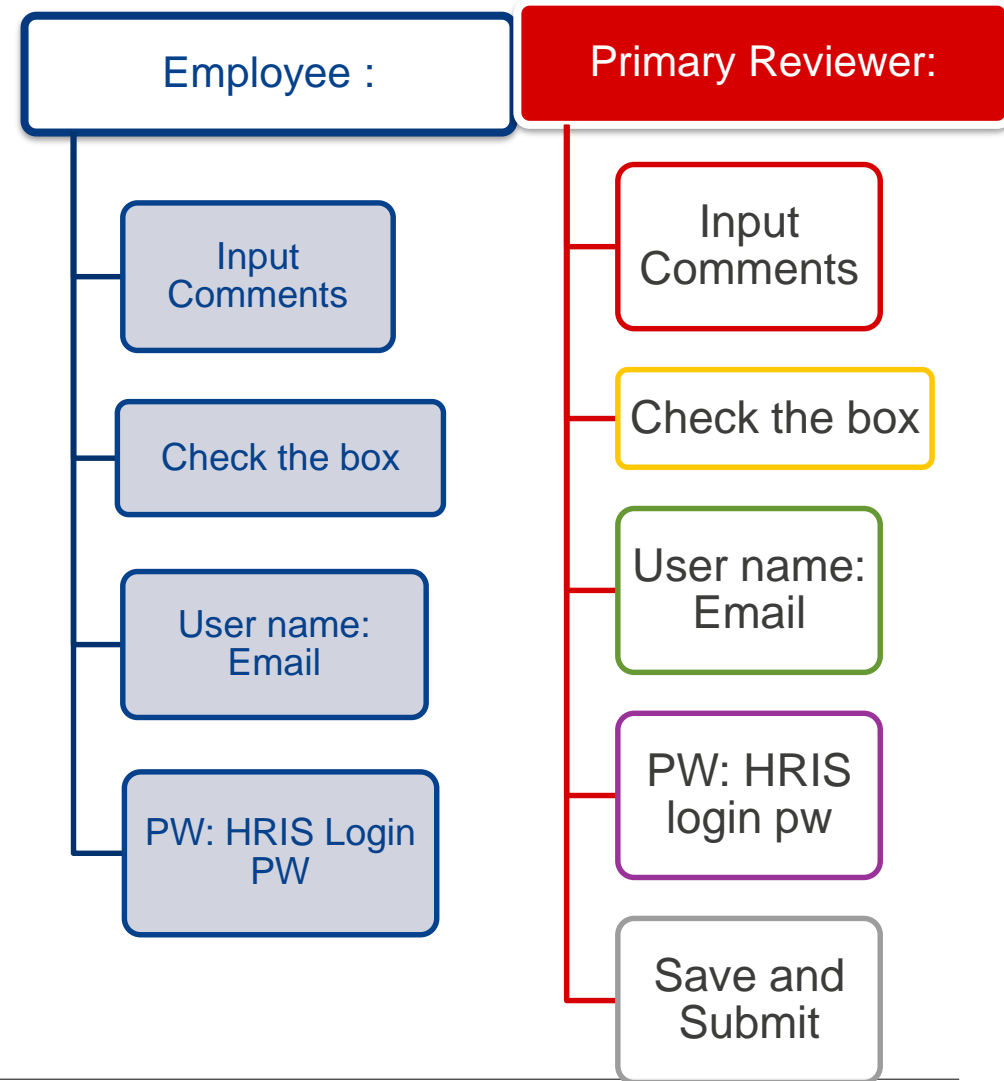 Employee :
Input
Comments
Check the box
User name:
Email
PW: HRIS Login
PW
Primary Reviewer:
Input
Comments
Check the box
User name:
Email
PW: HRIS
login pw
Save and
Submit